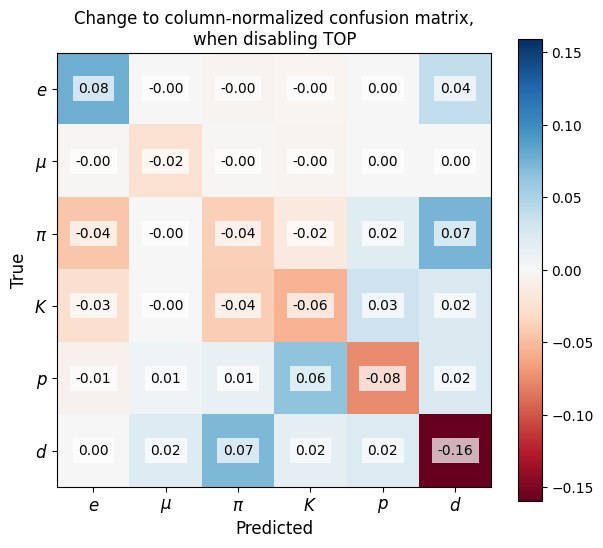 Change to column-normalized confusion matrix,
when disabling TOP
e 0.08 -0.00 -0.00 -0.00 0.00 0.04
μ -0.00 -0.02 -0.00 -0.00 0.00 0.00
π -0.04 -0.00 -0.04 -0.02 0.02 0.07
K -0.03 -0.00 -0.04 -0.06 0.03 0.02
p -0.01 0.01 0.01 0.06 -0.08 0.02
d 0.00 0.02 0.07 0.02 0.02 -0.16
e μ π K p d
Predicted
True
0.15
0.10
0.05
0.00
−0.05
−0.10
−0.15